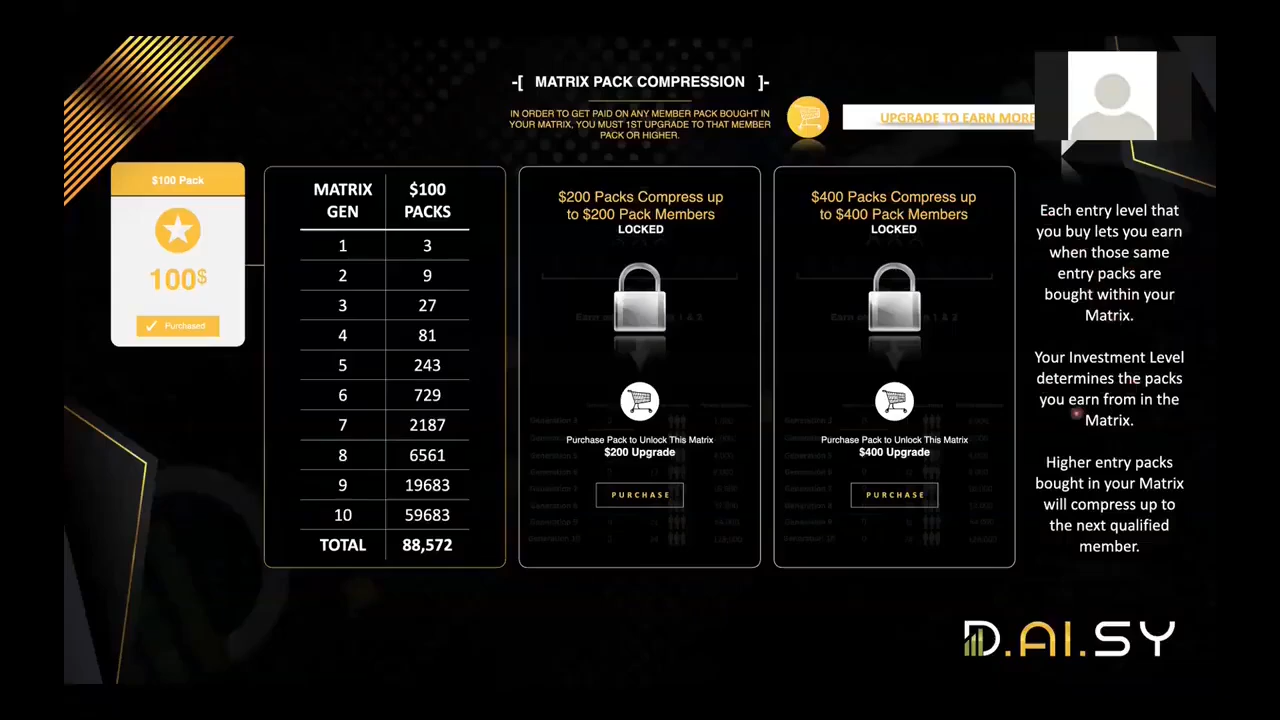 -[ MATRIX PACK COMPRESSION ]-
IN ORDER TO GET PAID ON ANY MEMBER PACK BOUGHT IN
YOUR MATRIX, YOU MUST 1ST UPGRADE TO THAT MEMBER
PACK OR HIGHER.
UPGRADE TO EARN MORE
$100 Pack
100$
Purchased
MATRIX GEN $100 PACKS
1 3
2 9
3 27
4 81
5 243
6 729
7 2187
8 6561
9 19683
10 59683
TOTAL 88,572
$200 Packs Compress up
to $200 Pack Members
LOCKED
Purchase Pack to Unlock This Matrix
$200 Upgrade
PURCHASE
$400 Packs Compress up
to $400 Pack Members
LOCKED
Purchase Pack to Unlock This Matrix
$400 Upgrade
PURCHASE
Each entry level that
you buy lets you earn
when those same
entry packs are
bought within your
Matrix.
Your Investment Level
determines the packs
you earn from in the
Matrix.
Higher entry packs
bought in your Matrix
will compress up to
the next qualified
member.
D.AI.SY